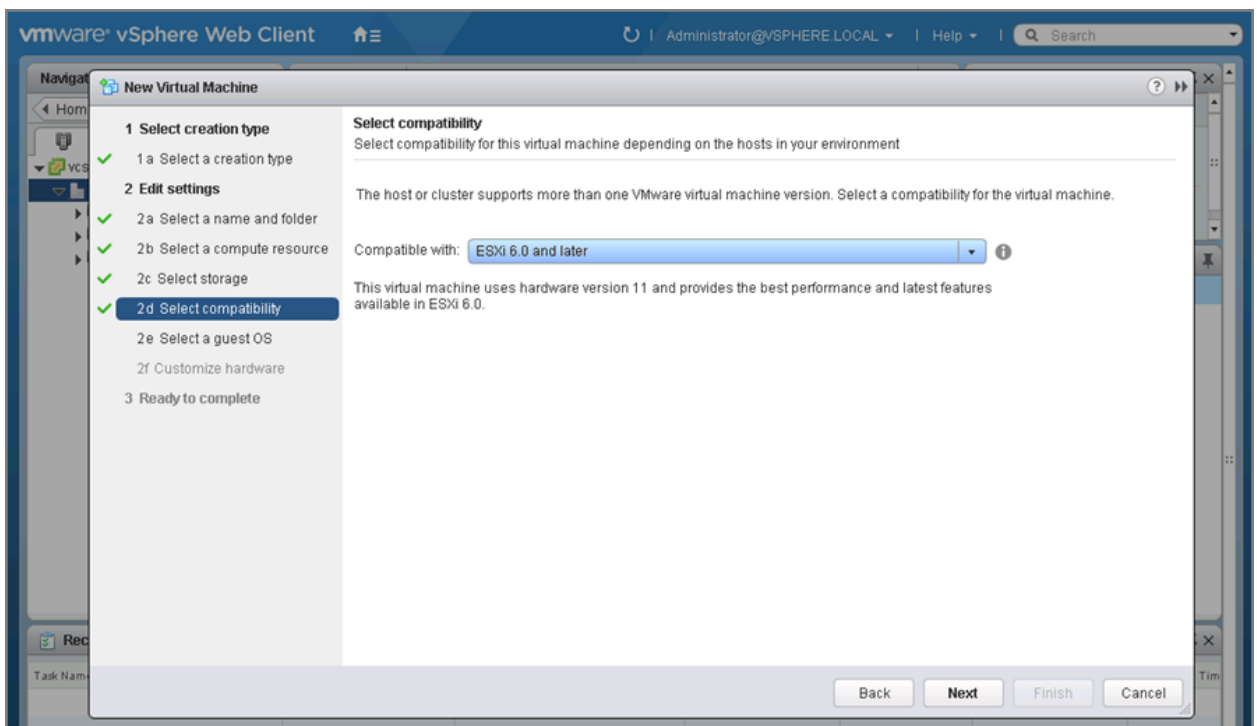 vmware® vSphere Web Client
Administrator@VSPHERE.LOCAL
Help
Search
Navigat
Hom
vcs
New Virtual Machine
1 Select creation type
1a Select a creation type
2 Edit settings
2a Select a name and folder
2b Select a compute resource
2c Select storage
2d Select compatibility
2e Select a guest OS
2f Customize hardware
3 Ready to complete
Select compatibility
Select compatibility for this virtual machine depending on the hosts in your environment
The host or cluster supports more than one VMware virtual machine version. Select a compatibility for the virtual machine.
Compatible with: ESXi 6.0 and later
This virtual machine uses hardware version 11 and provides the best performance and latest features
available in ESXi 6.0.
Rec
Task Nam
Tim
Back Next Finish Cancel